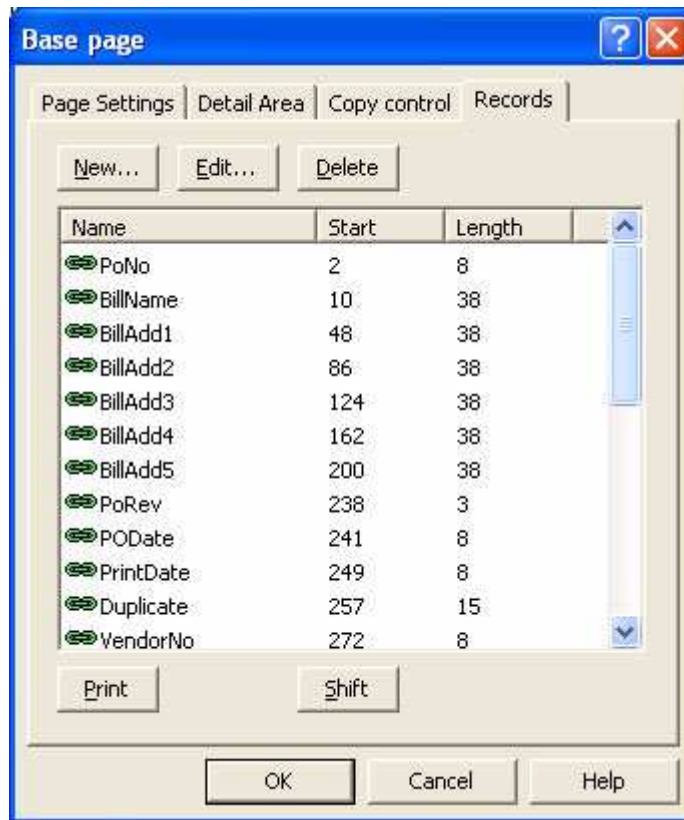 Base page
Page Settings Detail Area Copy control Records
New... Edit... Delete
Name Start Length
PoNo 2 8
BillName 10 38
BillAdd1 48 38
BillAdd2 86 38
BillAdd3 124 38
BillAdd4 162 38
BillAdd5 200 38
PoRev 238 3
PODate 241 8
PrintDate 249 8
Duplicate 257 15
VendorNo 272 8
Print Shift
OK Cancel Help